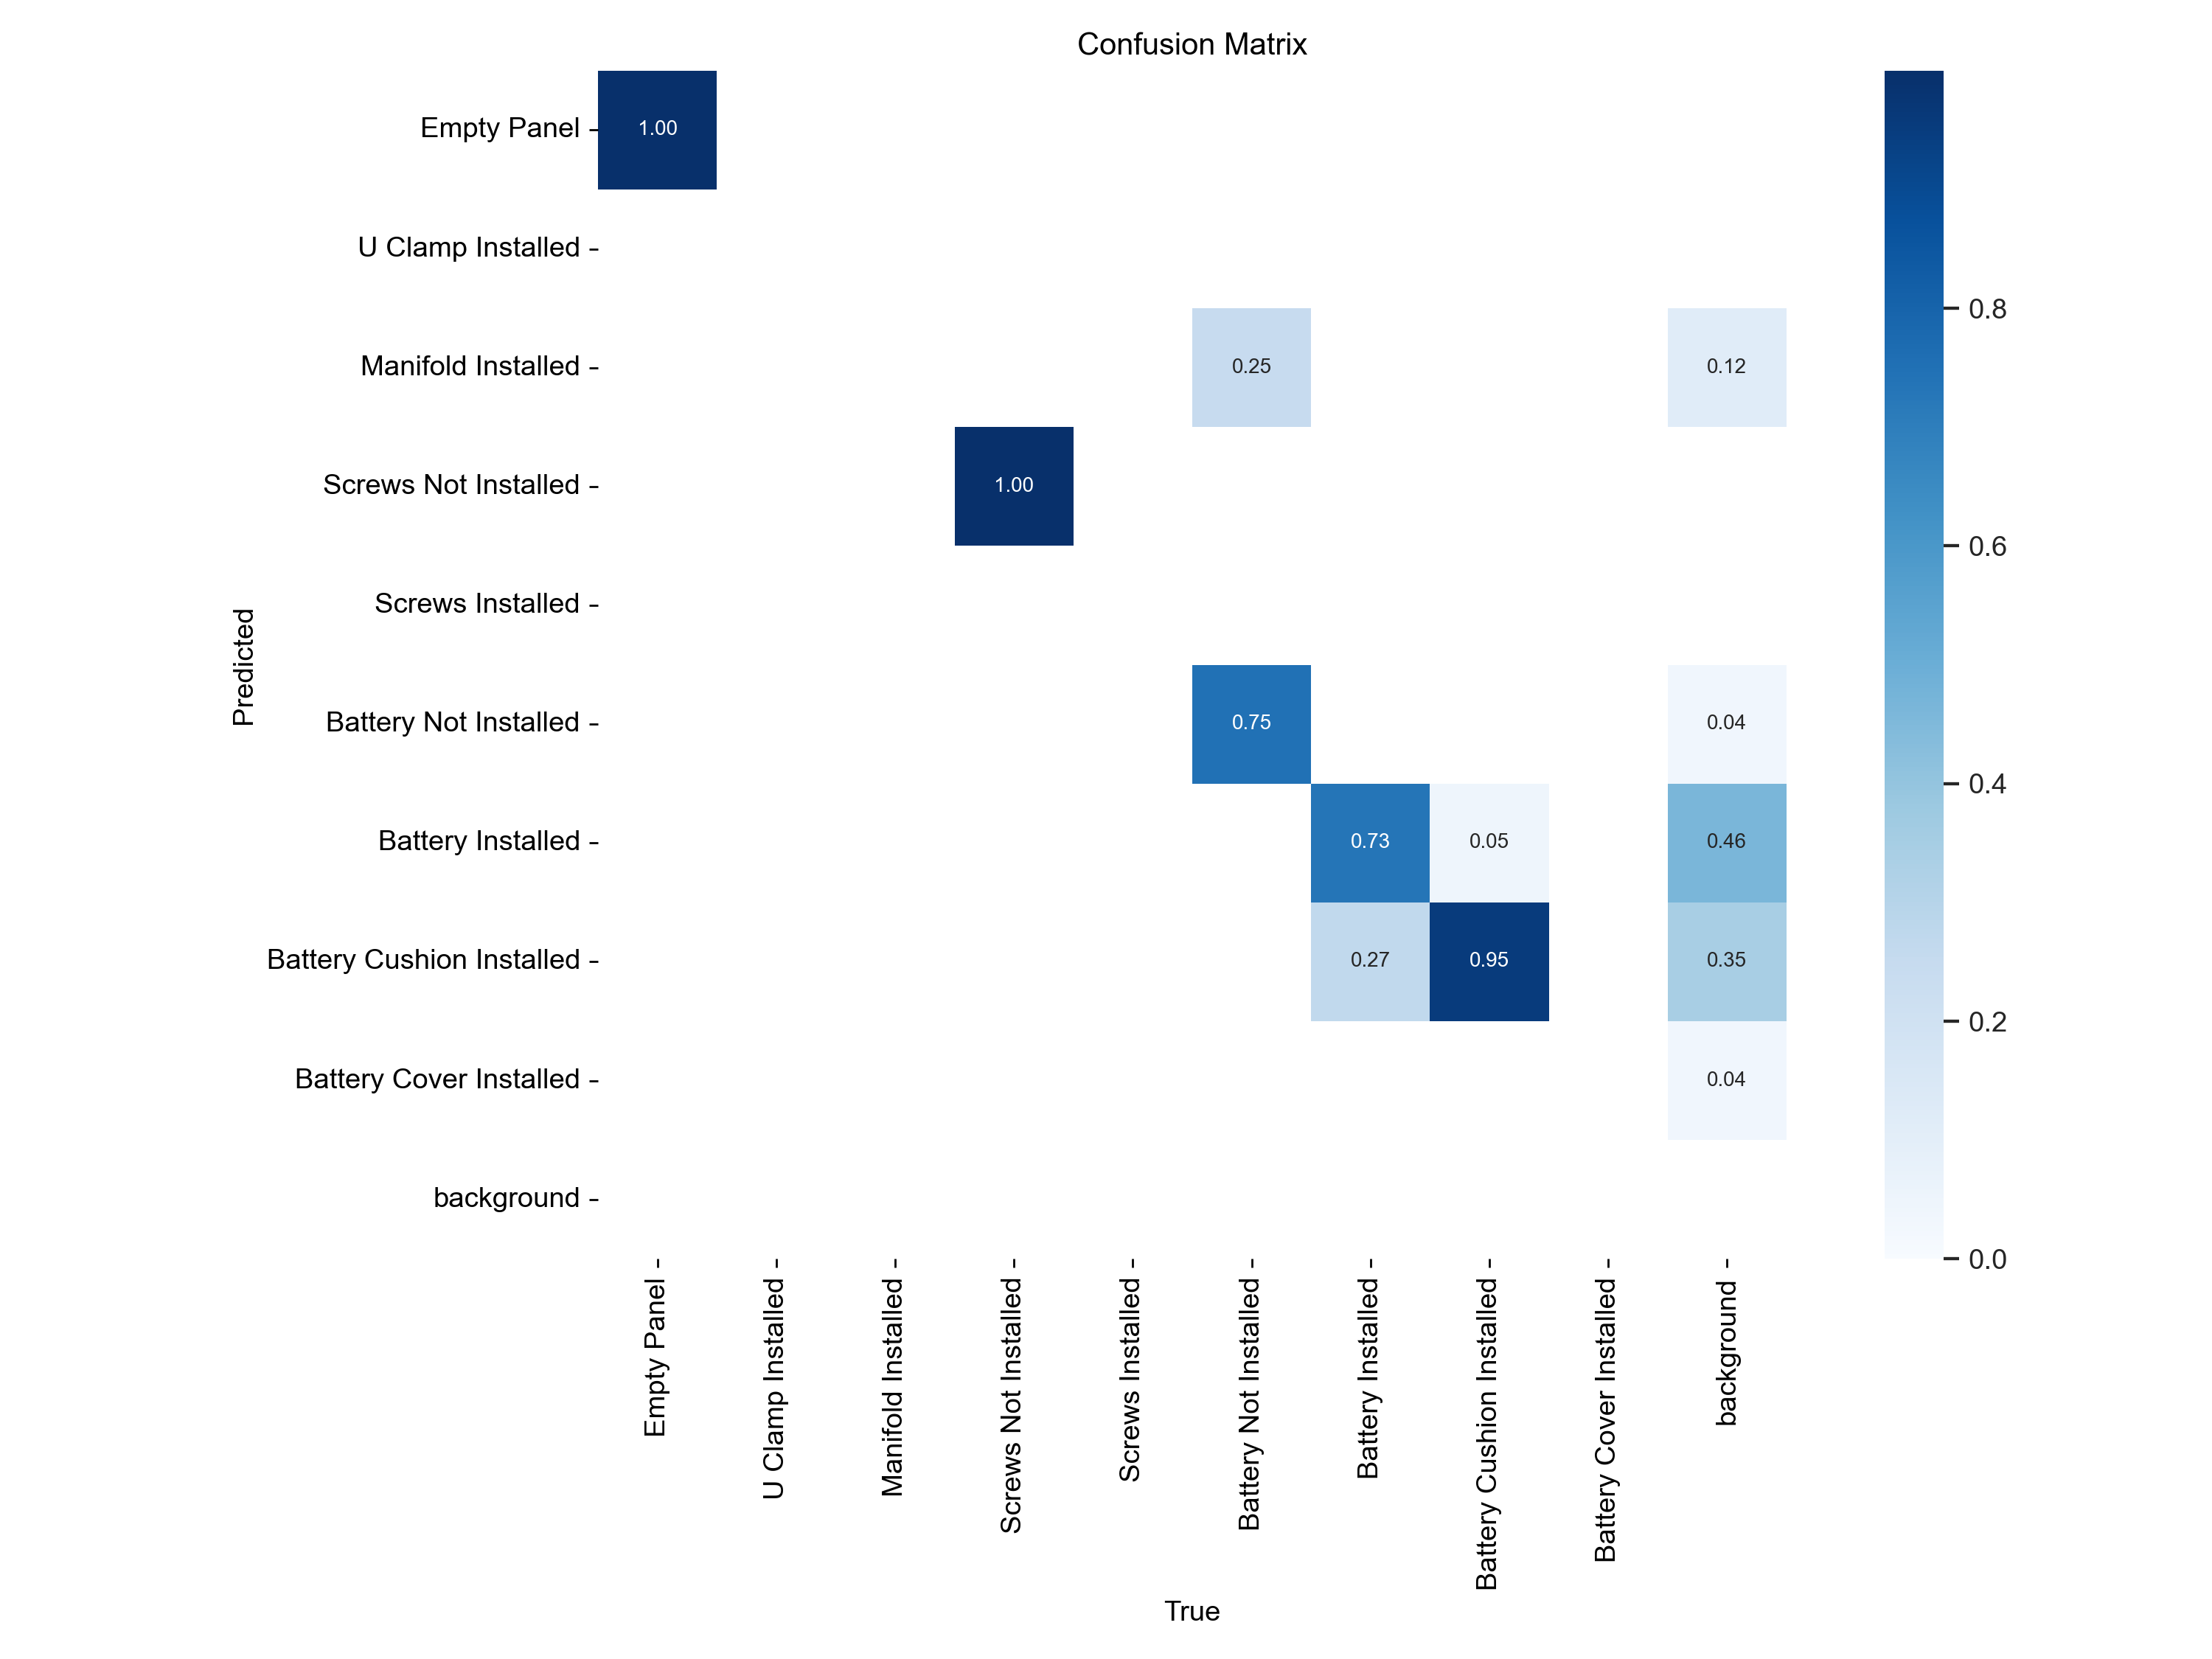 Confusion Matrix
Empty Panel
1.00
U Clamp Installed
0.8
Manifold Installed
0.25
0.12
Screws Not Installed
1.00
0.6
Screws Installed
Predicted
Battery Not Installed
0.75
0.04
0.4
Battery Installed
0.73
0.05
0.46
Battery Cushion Installed
0.27
0.95
0.35
0.2
Battery Cover Installed
0.04
background
0.0
Empty Panel
U Clamp Installed
Manifold Installed
Screws Not Installed
Screws Installed
Battery Not Installed
Battery Installed
Battery Cushion Installed
Battery Cover Installed
background
True